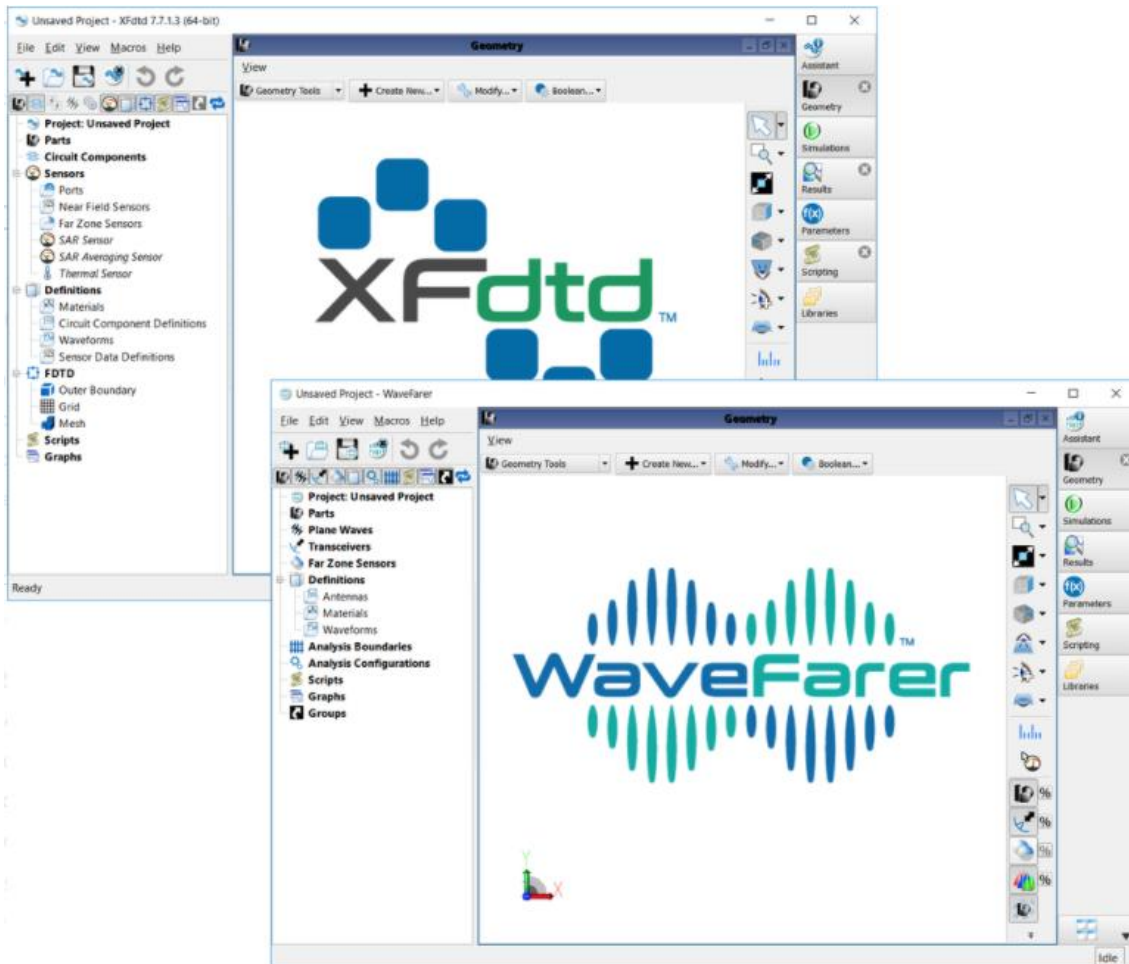 Unsaved Project - XFdtd 7.7.1.3 (64-bit)
File Edit View Macros Help
Project: Unsaved Project
Parts
Circuit Components
Sensors
Ports
Near Field Sensors
Far Zone Sensors
SAR Sensor
SAR Averaging Sensor
Thermal Sensor
Definitions
Materials
Circuit Component Definitions
Waveforms
Sensor Data Definitions
FDTD
Outer Boundary
Grid
Mesh
Scripts
Graphs
Ready
Geometry
View
Geometry Tools Create New... Modify... Boolean...
XFdtd™
Assistant
Geometry
Simulations
Results
f(x)
Parameters
Scripting
Libraries
Unsaved Project - WaveFarer
File Edit View Macros Help
Project: Unsaved Project
Parts
Plane Waves
Transceivers
Far Zone Sensors
Definitions
Antennas
Materials
Waveforms
Analysis Boundaries
Analysis Configurations
Scripts
Graphs
Groups
Geometry
View
Geometry Tools Create New... Modify... Boolean...
WaveFarer™
Y
X
%
%
%
%
Assistant
Geometry
Simulations
Results
f(x)
Parameters
Scripting
Libraries
Idle